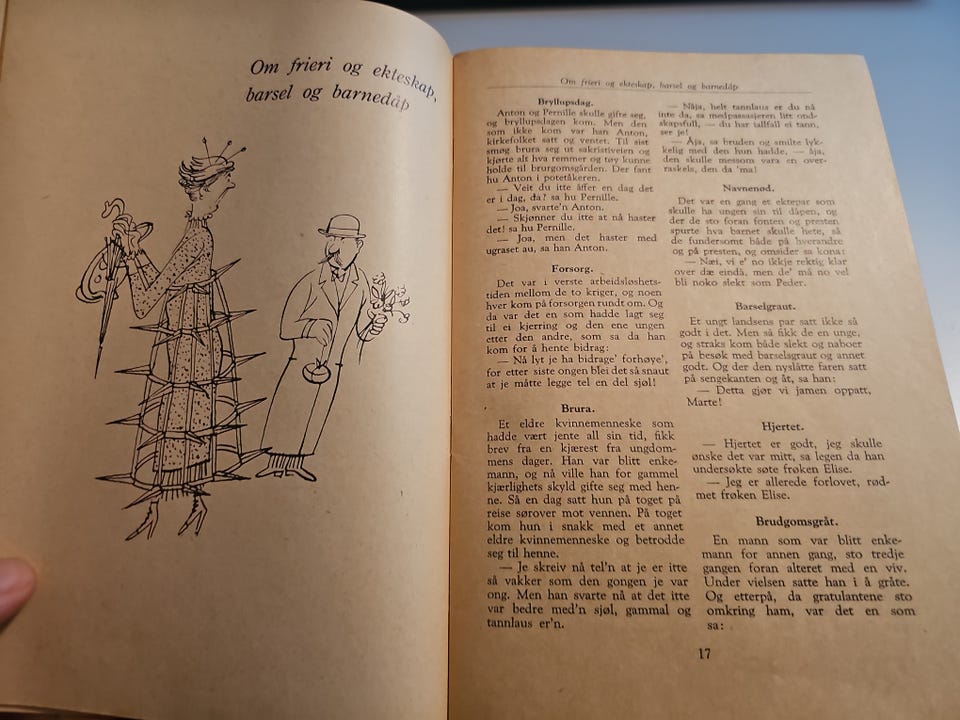 Om frieri og ekteskap,
barsel og barnedåp
Om frieri og ekteskap, barsel og barnedåp
Bryllupsdag.
Anton og Pernille skulle gifte seg,
og bryllupsdagen kom. Men den
som ikke kom var han Anton,
kirkefolket satt og ventet. Til sist
smøg brura seg ut sakristiveien og
kjørte alt hva remmer og tøy kunne
holde til brurgomsgården. Der fant
hu Anton i potetåkeren.
— Veit du itte åffer en dag det
er i dag, da? sa hu Pernille.
— Joa, svarte'n Anton.
— Skjønner du itte at nå haster
det! sa hu Pernille.
— Joa, men det haster med
ugraset au, sa han Anton.
Forsorg.
Det var i verste arbeidsløshets-
tiden mellom de to kriger, og noen
hver kom på forsorgen rundt om. Og
da var det en som hadde lagt seg
til ei kjerring og den ene ungen
etter den andre, som sa da han
kom for å hente bidrag:
— Nå lyt je ha bidrage' forhøye',
for etter siste ongen blei det så snaut
at je måtte legge tel en del sjøl!
Brura.
Et eldre kvinnemenneske som
hadde vært jente all sin tid, fikk
brev fra en kjærest fra ungdom-
mens dager. Han var blitt enke-
mann, og nå ville han for gammel
kjærlighets skyld gifte seg med hen-
ne. Så en dag satt hun på toget på
reise sørover mot vennen. På toget
kom hun i snakk med et annet
eldre kvinnemenneske og betrodde
seg til henne.
— Je skreiv nå tel'n at je er itte
så vakker som den gongen je var
ong. Men han svarte nå at det itte
var bedre med'n sjøl, gammal og
tannlaus er'n.
— Nåja, helt tannlaus er du nå
inte da, sa medpassasjeren litt ond-
skapsfull, — du har iallfall ei tann,
ser je!
— Åja, sa bruden og smilte lyk-
kelig med den hun hadde, — åja,
den skulle messom vara en over-
raskels, den da 'ma!
Navnenød.
Det var en gang et ektepar som
skulle ha ungen sin til dåpen, og
der de sto foran fonten og presten
spurte hva barnet skulle hete, så
de fundersomt både på hverandre
og på presten, og omsider sa kona:
— Næi, vi e' no ikkje rektig klar
over dæ eindå, men de' må no vel
bli noko slekt som Peder.
Barselgraut.
Et ungt landsens par satt ikke så
godt i det. Men så fikk de en unge,
og straks kom både slekt og naboer
på besøk med barselsgraut og annet
godt. Og der den nyslåtte faren satt
på sengekanten og åt, sa han:
— Detta gjør vi jamen oppatt,
Marte!
Hjertet.
— Hjertet er godt, jeg skulle
ønske det var mitt, sa legen da han
undersøkte søte frøken Elise.
— Jeg er allerede forlovet, rød-
met frøken Elise.
Brudgomsgråt.
En mann som var blitt enke-
mann for annen gang, sto tredje
gangen foran alteret med en viv.
Under vielsen satte han i å gråte.
Og etterpå, da gratulantene sto
omkring ham, var det en som
sa:
17